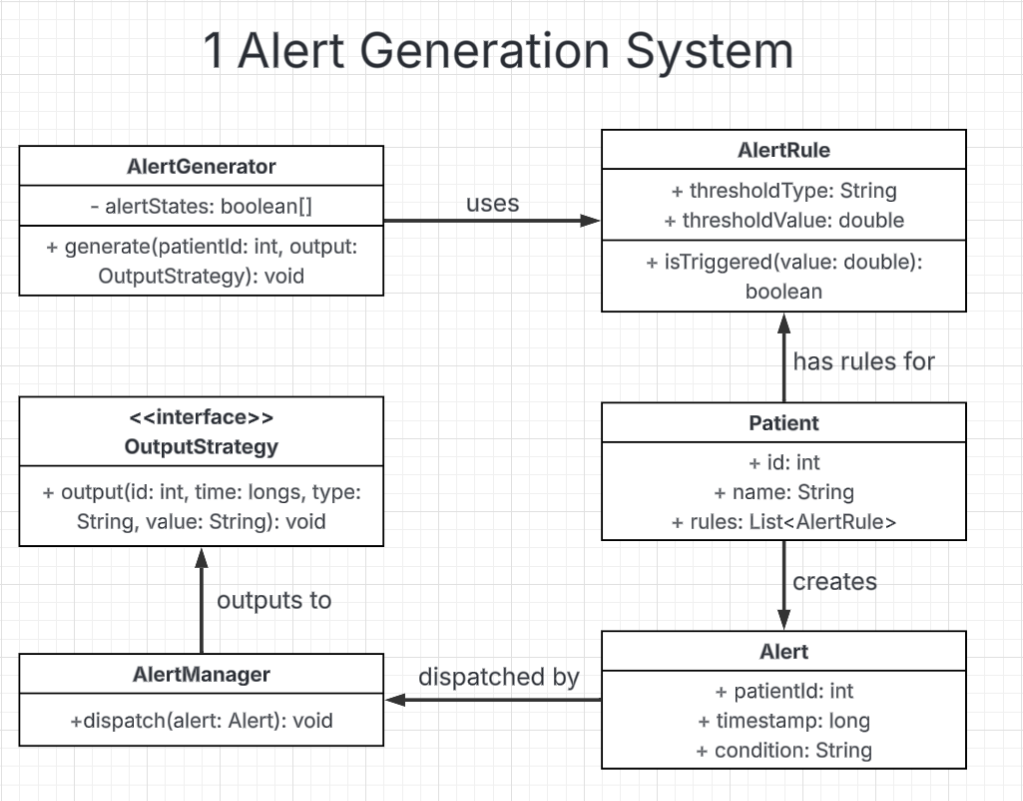 1 Alert Generation System
AlertGenerator
- alertStates: boolean[]
+ generate(patientId: int, output:
OutputStrategy): void
uses
AlertRule
+ thresholdType: String
+ thresholdValue: double
+ isTriggered(value: double):
boolean
has rules for
<<interface>>
OutputStrategy
+ output(id: int, time: longs, type:
String, value: String): void
Patient
+ id: int
+ name: String
+ rules: List<AlertRule>
creates
outputs to
AlertManager
+dispatch(alert: Alert): void
dispatched by
Alert
+ patientId: int
+ timestamp: long
+ condition: String